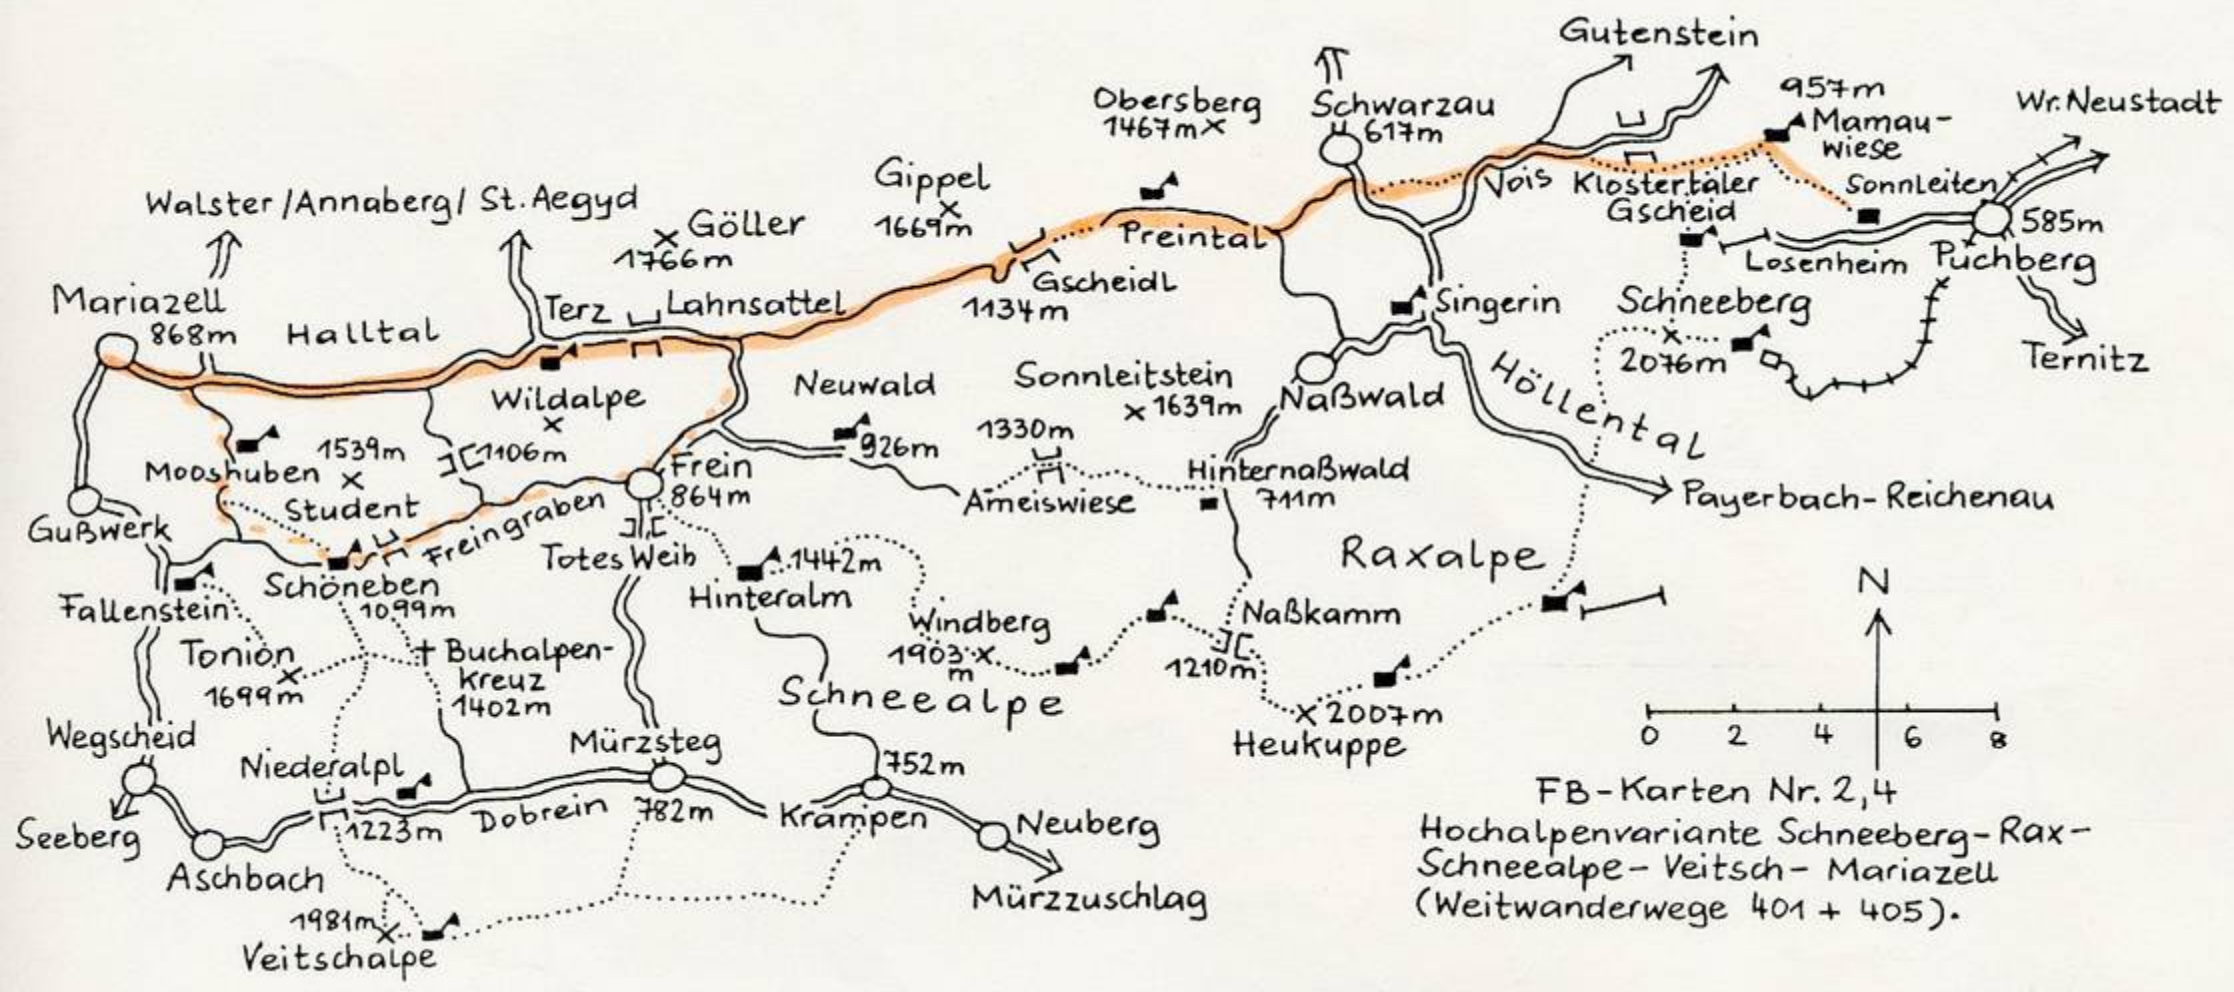 Gutenstein
957m
Mamau-
wiese
Wr. Neustadt
Obersberg
1467m
Schwarzau
617m
Gippel
1669m
Walster / Annaberg / St. Aegyd
Göller
1766m
Vois
Klostertaler
Gscheid
Sonnleiten
585m
Puchberg
Losenheim
Preintal
Gscheidl
1134m
Mariazell
868m
Halltal
Terz
Lahnsattel
Singerin
Schneeberg
2076m
Ternitz
Wildalpe
Neuwald
926m
Sonnleitstein
1639m
Naßwald
Höllental
1330m
Mooshuben
1539m
Student
1106m
Frein
864m
Ameiswiese
Hinternaßwald
711m
Payerbach-Reichenau
Gußwerk
Freingraben
Totes Weib
1442m
Hinteralm
Raxalpe
Schöneben
1099m
Fallenstein
Windberg
1903
m
Naßkamm
1210m
N
Tonion
1699m
Buchalpen-
kreuz
1402m
Schneealpe
2007m
Heukuppe
0 2 4 6 8
Wegscheid
Niederalpl
1223m
Mürzsteg
782m
752m
Dobrein
Krampen
Neuberg
Seeberg
Aschbach
Mürzzuschlag
1981m
Veitschalpe
FB-Karten Nr. 2,4
Hochalpenvariante Schneeberg-Rax-
Schneealpe- Veitsch- Mariazell
(Weitwanderwege 401 + 405).